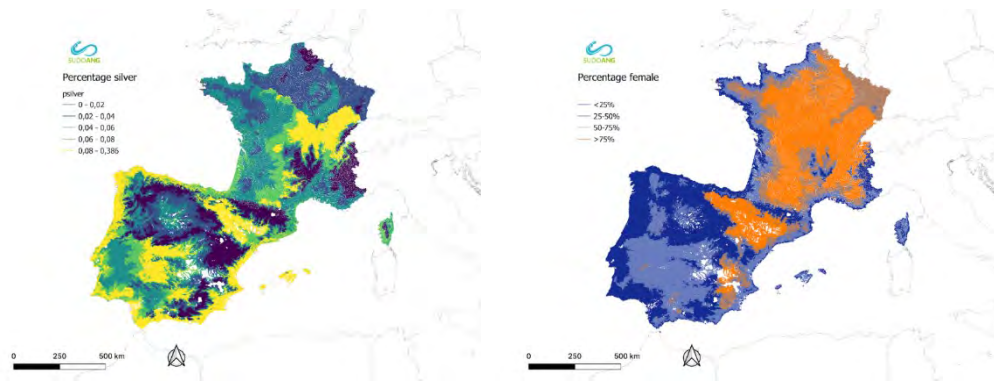 SUDOANG
Percentage silver
psilver
0 - 0,02
0,02 - 0,04
0,04 - 0,06
0,06 - 0,08
0,08 - 0,386
0 250 500 km
SUDOANG
Percentage female
<25%
25-50%
50-75%
>75%
0 250 500 km